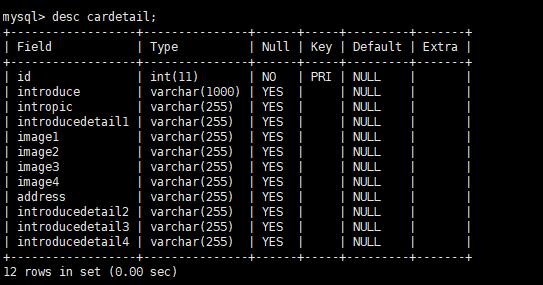 mysql> desc cardetail;
+-----------------+---------------+------+-----+---------+-------+
| Field           | Type          | Null | Key | Default | Extra |
+-----------------+---------------+------+-----+---------+-------+
| id              | int(11)       | NO   | PRI | NULL    |       |
| introduce       | varchar(1000) | YES  |     | NULL    |       |
| intropic        | varchar(255)  | YES  |     | NULL    |       |
| introducedetail1 | varchar(255)  | YES  |     | NULL    |       |
| image1          | varchar(255)  | YES  |     | NULL    |       |
| image2          | varchar(255)  | YES  |     | NULL    |       |
| image3          | varchar(255)  | YES  |     | NULL    |       |
| image4          | varchar(255)  | YES  |     | NULL    |       |
| address         | varchar(255)  | YES  |     | NULL    |       |
| introducedetail2 | varchar(255)  | YES  |     | NULL    |       |
| introducedetail3 | varchar(255)  | YES  |     | NULL    |       |
| introducedetail4 | varchar(255)  | YES  |     | NULL    |       |
+-----------------+---------------+------+-----+---------+-------+
12 rows in set (0.00 sec)